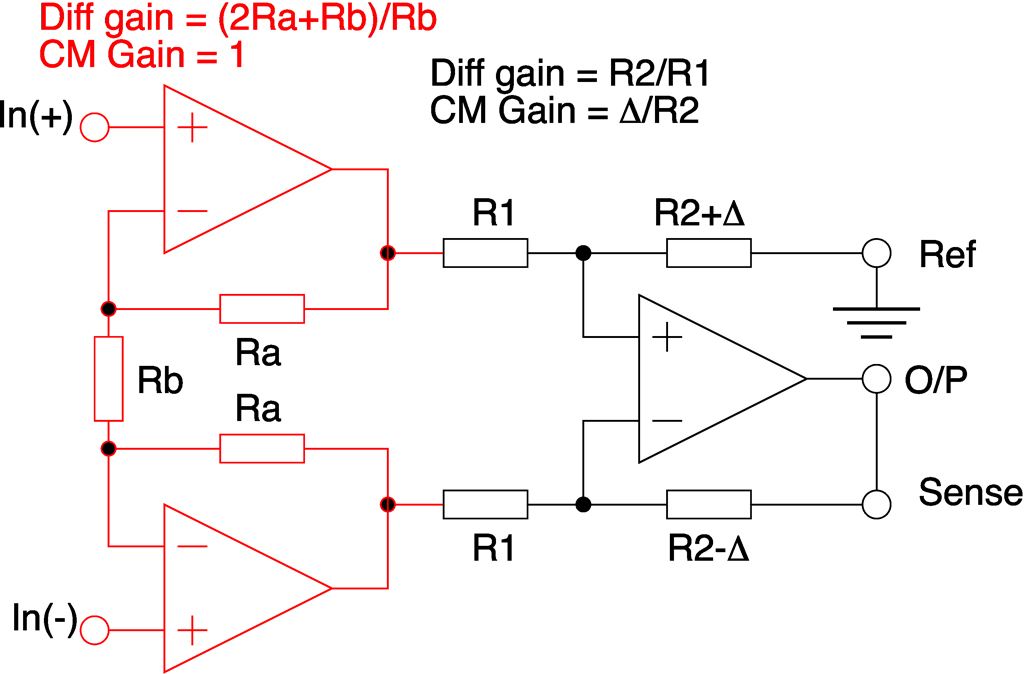 Diff gain = (2Ra+Rb)/Rb
CM Gain = 1
Diff gain = R2/R1
CM Gain = Δ/R2
In(+)
+
−
R1
R2+Δ
Ref
Ra
+
Rb
O/P
Ra
−
Sense
R1
R2-Δ
−
In(-)
+